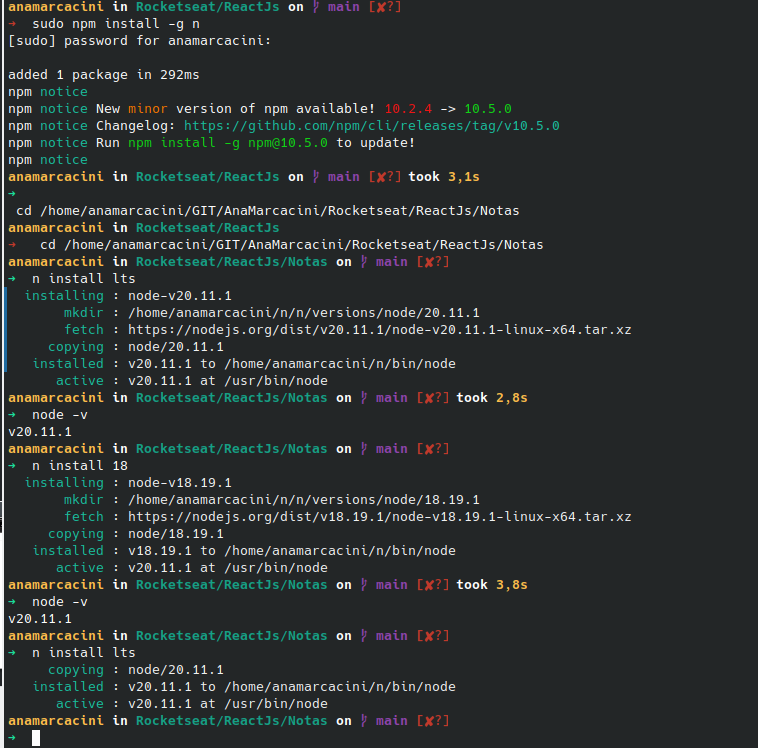 anamarcacini in Rocketseat/ReactJs on ᚠ main [✘?]
➜ sudo npm install -g n
[sudo] password for anamarcacini:
added 1 package in 292ms
npm notice
npm notice New minor version of npm available! 10.2.4 -> 10.5.0
npm notice Changelog: https://github.com/npm/cli/releases/tag/v10.5.0
npm notice Run npm install -g npm@10.5.0 to update!
npm notice
anamarcacini in Rocketseat/ReactJs on ᚠ main [✘?] took 3,1s
➜
cd /home/anamarcacini/GIT/AnaMarcacini/Rocketseat/ReactJs/Notas
anamarcacini in Rocketseat/ReactJs
➜ cd /home/anamarcacini/GIT/AnaMarcacini/Rocketseat/ReactJs/Notas
anamarcacini in Rocketseat/ReactJs/Notas on ᚠ main [✘?]
➜ n install lts
installing : node-v20.11.1
mkdir : /home/anamarcacini/n/n/versions/node/20.11.1
fetch : https://nodejs.org/dist/v20.11.1/node-v20.11.1-linux-x64.tar.xz
copying : node/20.11.1
installed : v20.11.1 to /home/anamarcacini/n/bin/node
active : v20.11.1 at /usr/bin/node
anamarcacini in Rocketseat/ReactJs/Notas on ᚠ main [✘?] took 2,8s
➜ node -v
v20.11.1
anamarcacini in Rocketseat/ReactJs/Notas on ᚠ main [✘?]
➜ n install 18
installing : node-v18.19.1
mkdir : /home/anamarcacini/n/n/versions/node/18.19.1
fetch : https://nodejs.org/dist/v18.19.1/node-v18.19.1-linux-x64.tar.xz
copying : node/18.19.1
installed : v18.19.1 to /home/anamarcacini/n/bin/node
active : v20.11.1 at /usr/bin/node
anamarcacini in Rocketseat/ReactJs/Notas on ᚠ main [✘?] took 3,8s
➜ node -v
v20.11.1
anamarcacini in Rocketseat/ReactJs/Notas on ᚠ main [✘?]
➜ n install lts
copying : node/20.11.1
installed : v20.11.1 to /home/anamarcacini/n/bin/node
active : v20.11.1 at /usr/bin/node
anamarcacini in Rocketseat/ReactJs/Notas on ᚠ main [✘?]
➜